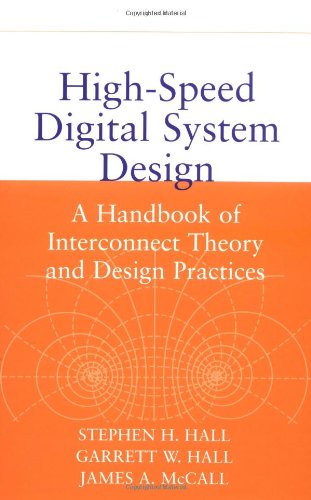 High-Speed
Digital System
Design
A Handbook of
Interconnect Theory
and Design Practices
STEPHEN H. HALL
GARRETT W. HALL
JAMES A. McCALL